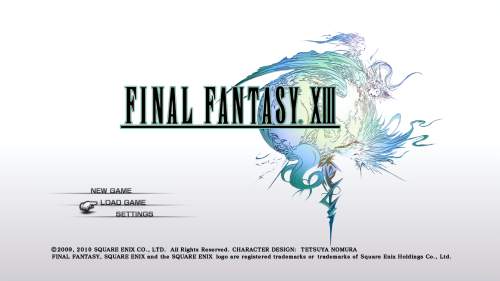 FINAL FANTASY® XIII
NEW GAME
LOAD GAME
SETTINGS
©2009, 2010 SQUARE ENIX CO., LTD. All Rights Reserved. CHARACTER DESIGN: TETSUYA NOMURA
FINAL FANTASY, SQUARE ENIX and the SQUARE ENIX logo are registered trademarks or trademarks of Square Enix Holdings Co., Ltd.